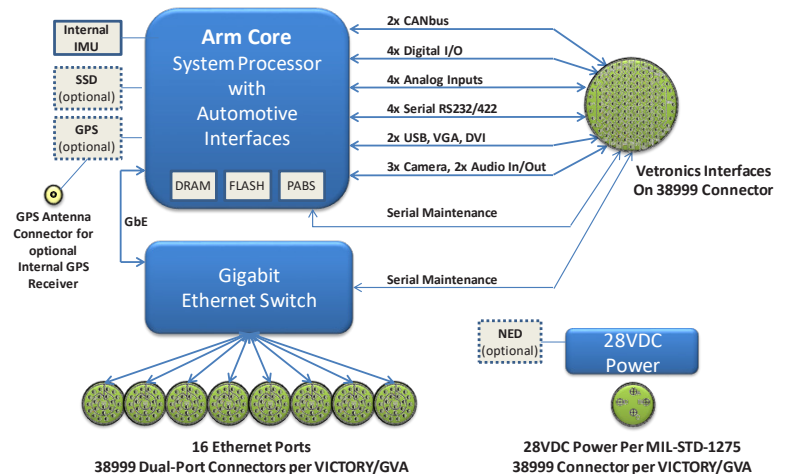 Internal
IMU
SSD
(optional)
GPS
(optional)
GPS Antenna
Connector for
optional
Internal GPS
Receiver
Arm Core
System Processor
with
Automotive
Interfaces
DRAM
FLASH
PABS
2x CANbus
4x Digital I/O
4x Analog Inputs
4x Serial RS232/422
2x USB, VGA, DVI
3x Camera, 2x Audio In/Out
Serial Maintenance
Vetronics Interfaces
On 38999 Connector
GbE
Gigabit
Ethernet Switch
Serial Maintenance
NED
(optional)
28VDC
Power
16 Ethernet Ports
38999 Dual-Port Connectors per VICTORY/GVA
28VDC Power Per MIL-STD-1275
38999 Connector per VICTORY/GVA